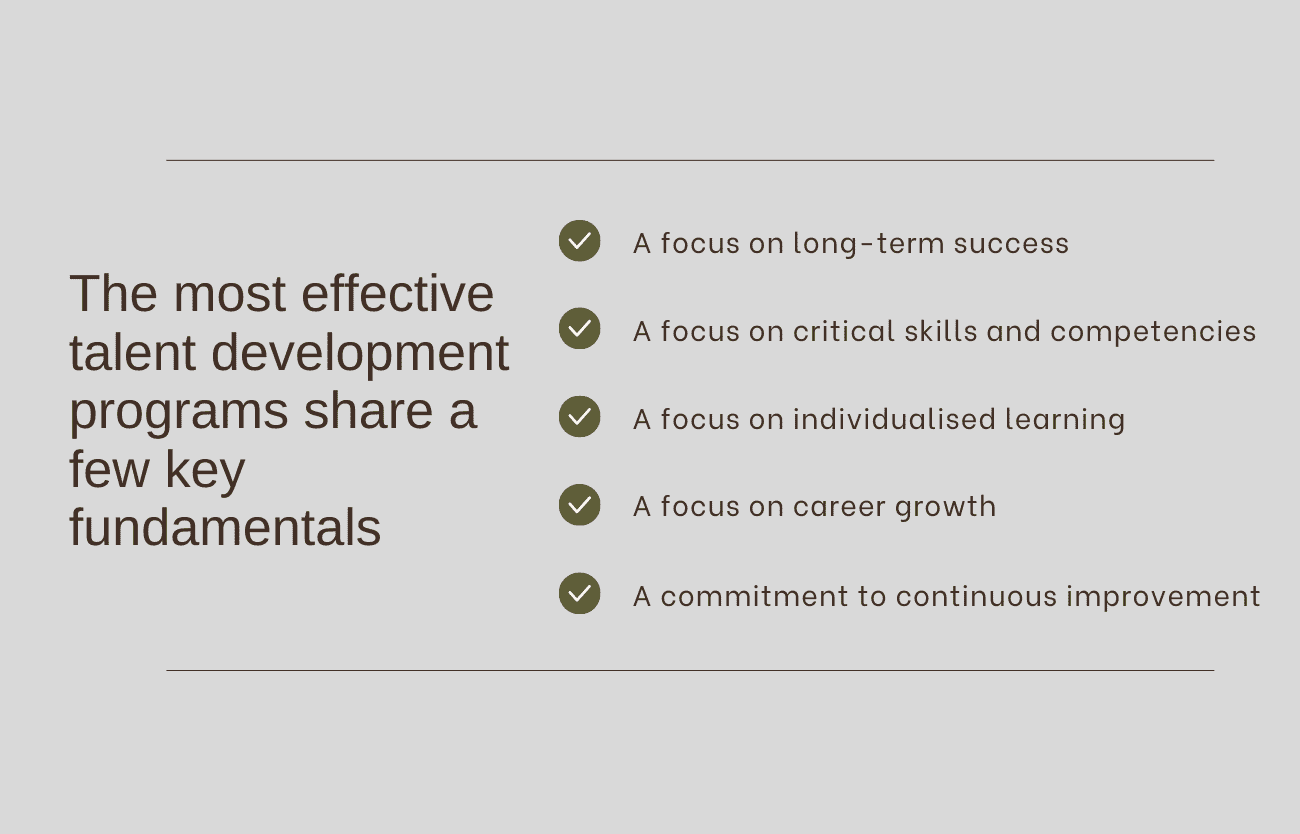 The most effective
talent development
programs share a
few key
fundamentals
A focus on long-term success
A focus on critical skills and competencies
A focus on individualised learning
A focus on career growth
A commitment to continuous improvement